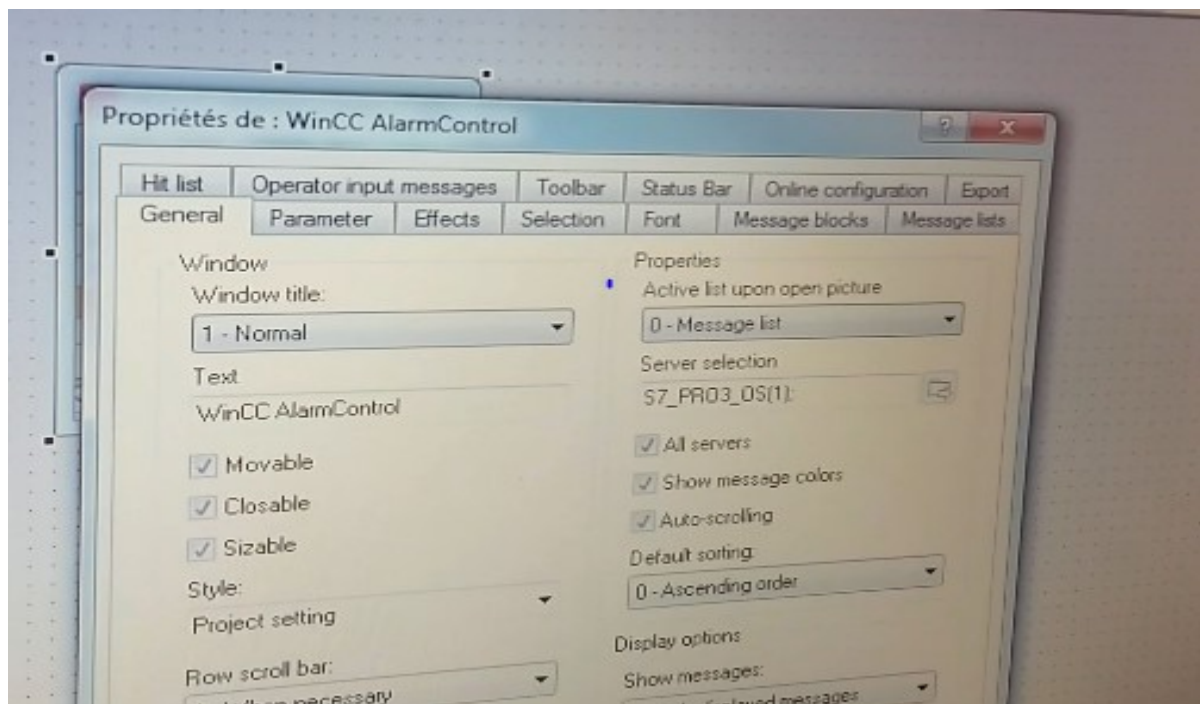 Propriétés de : WinCC AlarmControl
Hit list Operator input messages Toolbar Status Bar Online configuration Export
General Parameter Effects Selection Font Message blocks Message lists
Window
Window title:
1 - Normal
Text
WinCC AlarmControl
Movable
Closable
Sizable
Style:
Project setting
Row scroll bar:
necessary
Properties
Active list upon open picture
0 - Message list
Server selection
S7_PRO3_OS(1):
All servers
Show message colors
Auto-scrolling
Default sorting:
0 - Ascending order
Display options
Show messages:
displayed messages